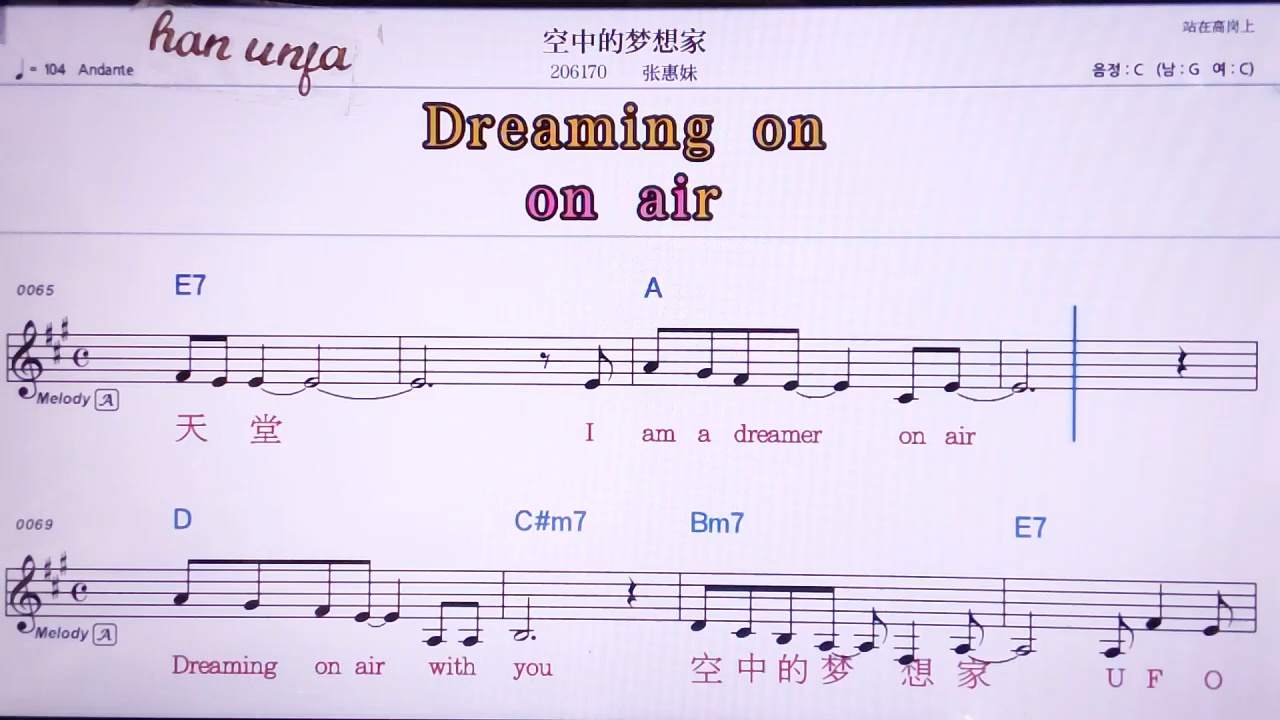 han unfa
空中的梦想家
站在高岗上
♩= 104 Andante
206170 张惠妹
음정 : C (남 : G 여 : C)
Dreaming on
on air
0065
E7 A
Melody A
天 堂 I am a dreamer on air
0069
D C#m7 Bm7 E7
Melody A
Dreaming on air with you 空 中 的 梦 想 家 U F O